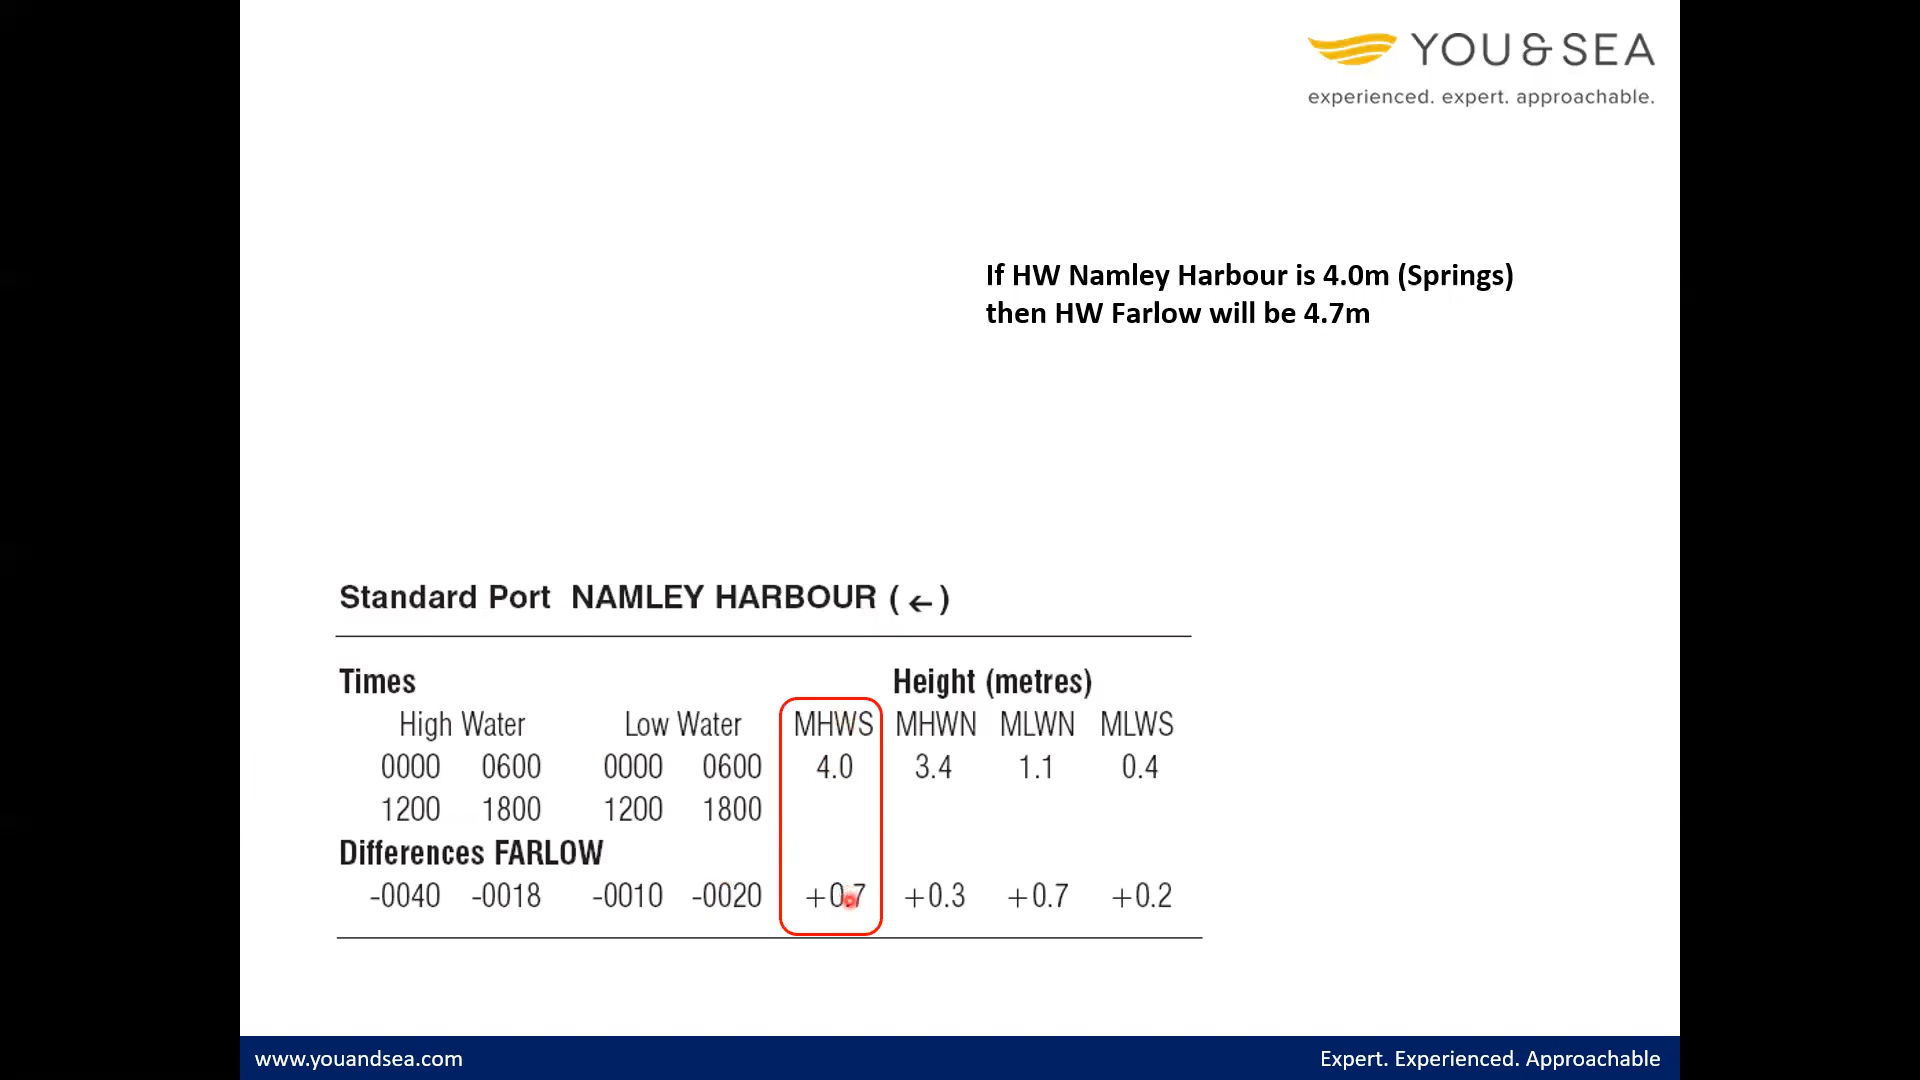 YOU & SEA
experienced. expert. approachable.
If HW Namley Harbour is 4.0m (Springs)
then HW Farlow will be 4.7m
Standard Port NAMLEY HARBOUR (←)
Times Height (metres)
High Water Low Water MHWS MHWN MLWN MLWS
0000 0600 0000 0600 4.0 3.4 1.1 0.4
1200 1800 1200 1800
Differences FARLOW
-0040 -0018 -0010 -0020 +0.7 +0.3 +0.7 +0.2
www.youandsea.com Expert. Experienced. Approachable